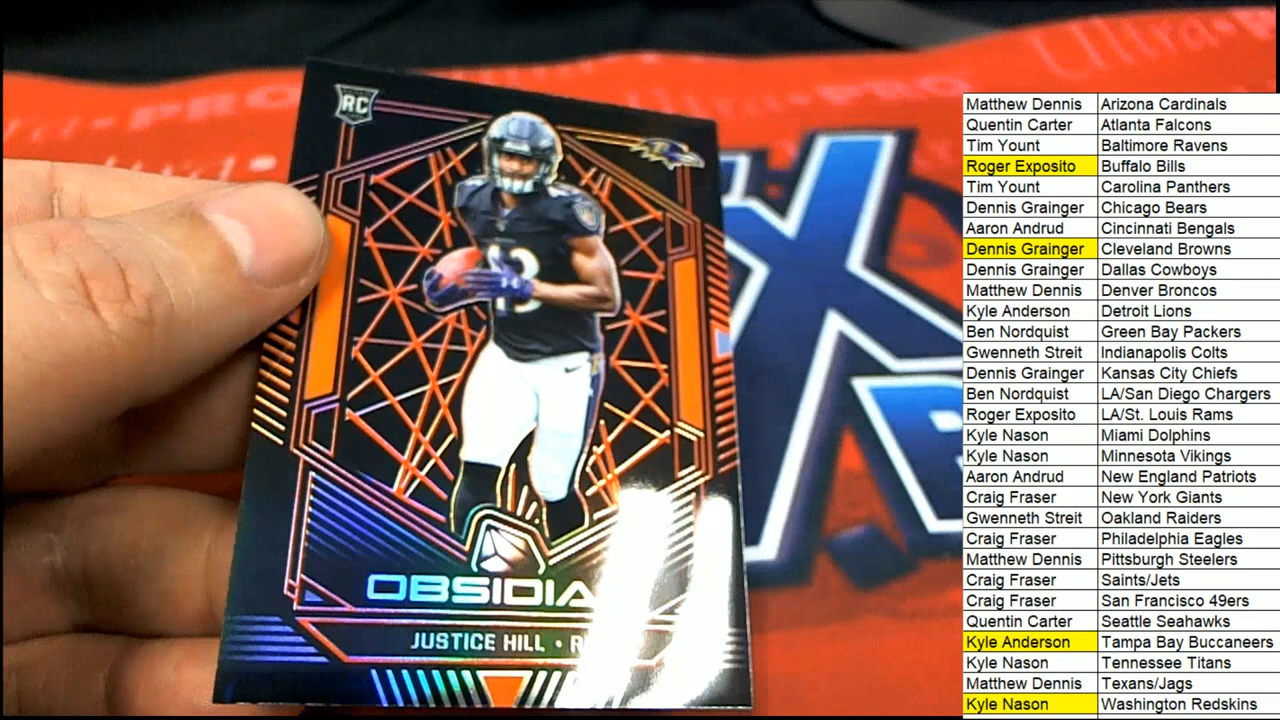 RC
OBSIDIA
JUSTICE HILL • R
43
PRO
Ultra•PRO
Matthew Dennis Arizona Cardinals
Quentin Carter Atlanta Falcons
Tim Yount Baltimore Ravens
Roger Exposito Buffalo Bills
Tim Yount Carolina Panthers
Dennis Grainger Chicago Bears
Aaron Andrud Cincinnati Bengals
Dennis Grainger Cleveland Browns
Dennis Grainger Dallas Cowboys
Matthew Dennis Denver Broncos
Kyle Anderson Detroit Lions
Ben Nordquist Green Bay Packers
Gwenneth Streit Indianapolis Colts
Dennis Grainger Kansas City Chiefs
Ben Nordquist LA/San Diego Chargers
Roger Exposito LA/St. Louis Rams
Kyle Nason Miami Dolphins
Kyle Nason Minnesota Vikings
Aaron Andrud New England Patriots
Craig Fraser New York Giants
Gwenneth Streit Oakland Raiders
Craig Fraser Philadelphia Eagles
Matthew Dennis Pittsburgh Steelers
Craig Fraser Saints/Jets
Craig Fraser San Francisco 49ers
Quentin Carter Seattle Seahawks
Kyle Anderson Tampa Bay Buccaneers
Kyle Nason Tennessee Titans
Matthew Dennis Texans/Jags
Kyle Nason Washington Redskins